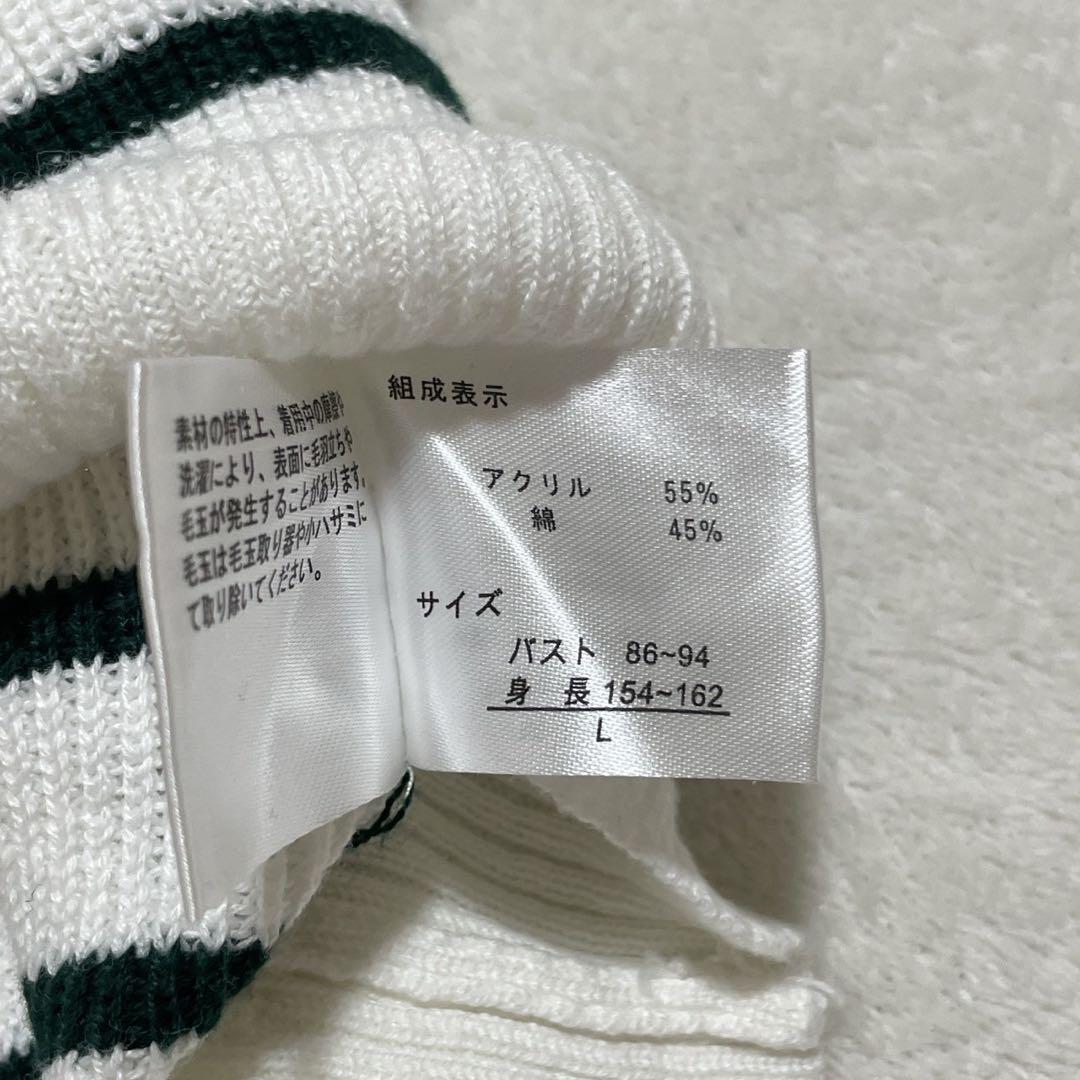 素材の特性上、着用中の摩擦や
洗濯により、表面に毛羽立ちや
毛玉が発生することがあります。
毛玉は毛玉取り器や小ハサミに
て取り除いてください。
組成表示
アクリル 55%
綿 45%
サイズ
バスト 86~94
身 長 154~162
L